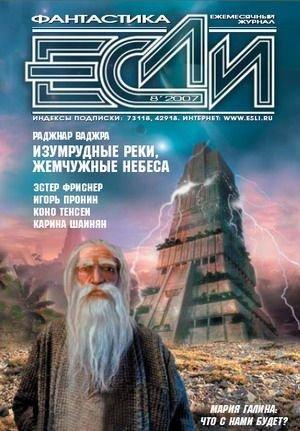 ФАНТАСТИКА
ЕЖЕМЕСЯЧНЫЙ
ЖУРНАЛ
ЕСЛИ
8'2007
ИНДЕКСЫ ПОДПИСКИ: 73118, 42918. ИНТЕРНЕТ: WWW.ESLI.RU
РАДЖНАР ВАДЖРА
ИЗУМРУДНЫЕ РЕКИ,
ЖЕМЧУЖНЫЕ НЕБЕСА
ЭСТЕР ФРИСНЕР
ИГОРЬ ПРОНИН
КОНО ТЕНСЕИ
КАРИНА ШАИНЯН
МАРИЯ ГАЛИНА:
ЧТО С НАМИ БУДЕТ?